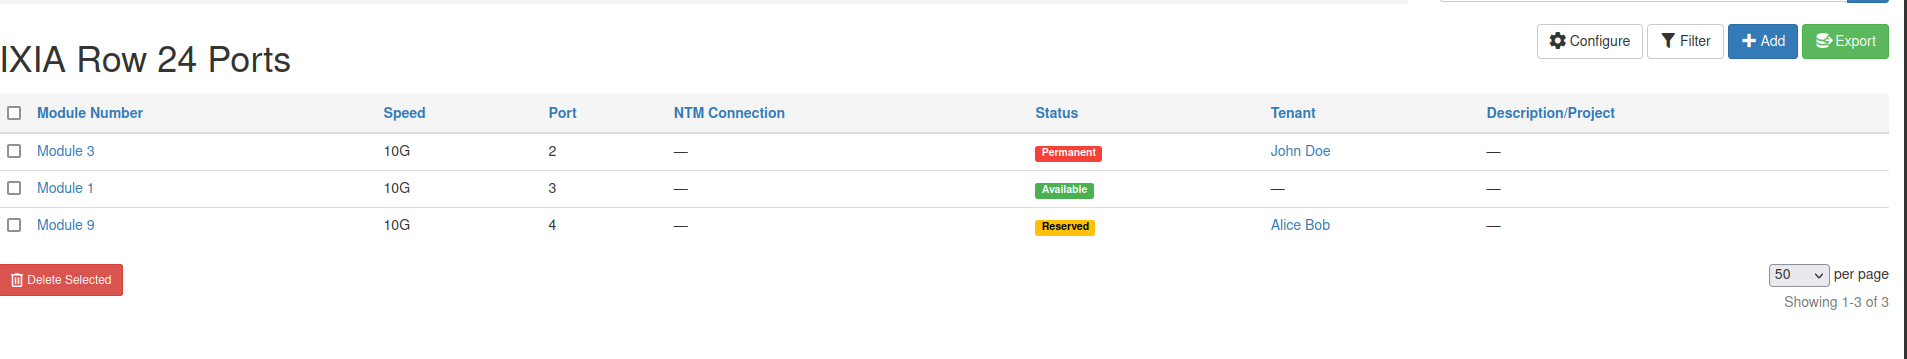 IXIA Row 24 Ports
Configure Filter + Add Export
Module Number Speed Port NTM Connection Status Tenant Description/Project
Module 3 10G 2 — Permanent John Doe —
Module 1 10G 3 — Available — —
Module 9 10G 4 — Reserved Alice Bob —
Delete Selected
50 per page
Showing 1-3 of 3